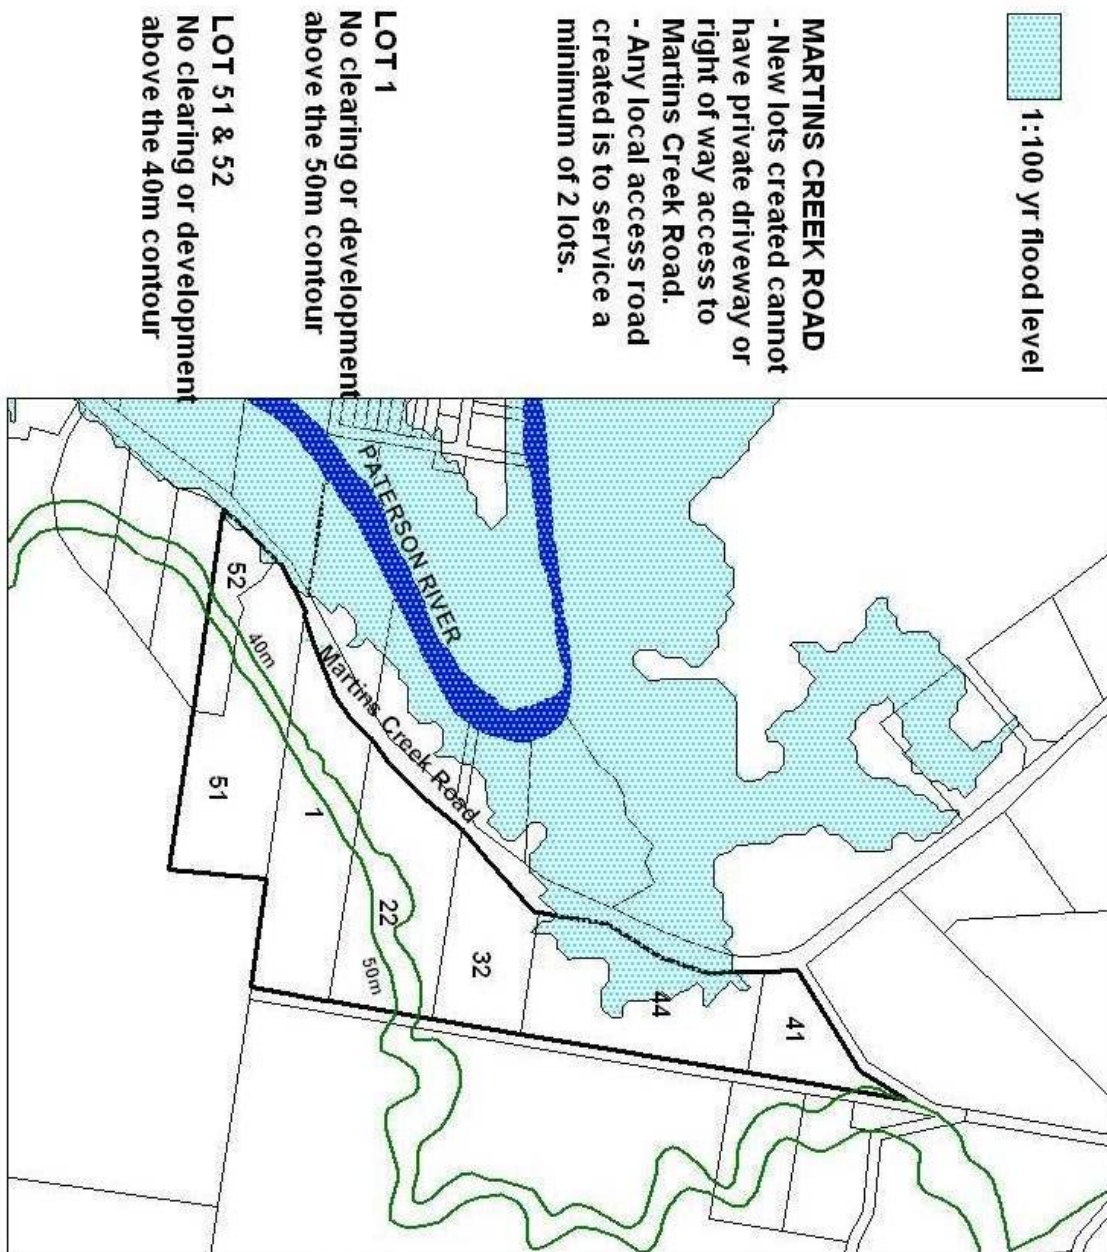 1:100 yr flood level
MARTINS CREEK ROAD
- New lots created cannot
have private driveway or
right of way access to
Martins Creek Road.
- Any local access road
created is to service a
minimum of 2 lots.
LOT 1
No clearing or development
above the 50m contour
LOT 51 & 52
No clearing or development
above the 40m contour
PATERSON RIVER
Martins Creek Road
41
44
32
22
50m
1
40m
52
51